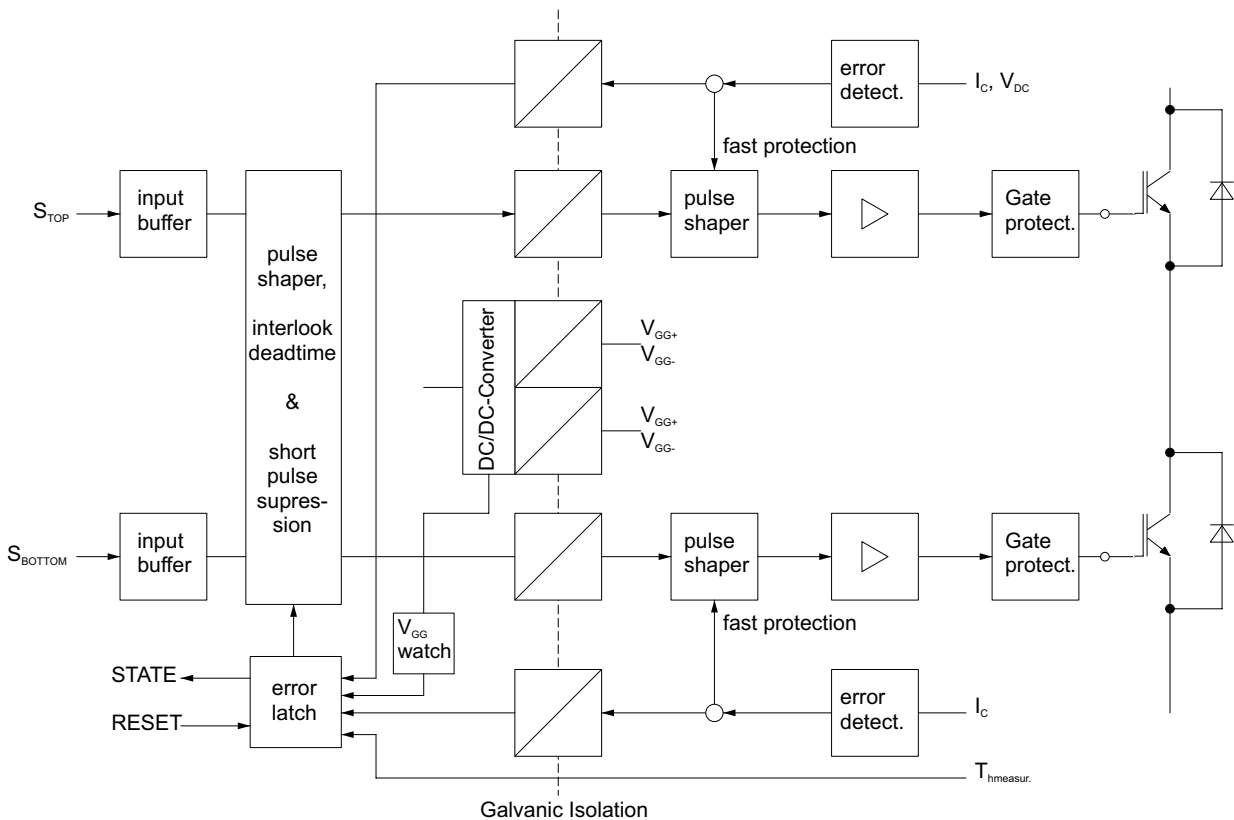 error
detect.
I_C, V_DC
fast protection
S_TOP
input
buffer
pulse
shaper,
interlook
deadtime
&
short
pulse
supres-
sion
pulse
shaper
Gate
protect.
DC/DC-Converter
V_GG+
V_GG-
V_GG+
V_GG-
S_BOTTOM
input
buffer
pulse
shaper
Gate
protect.
fast protection
V_GG
watch
STATE
RESET
error
latch
error
detect.
I_C
T_hmeasur.
Galvanic Isolation